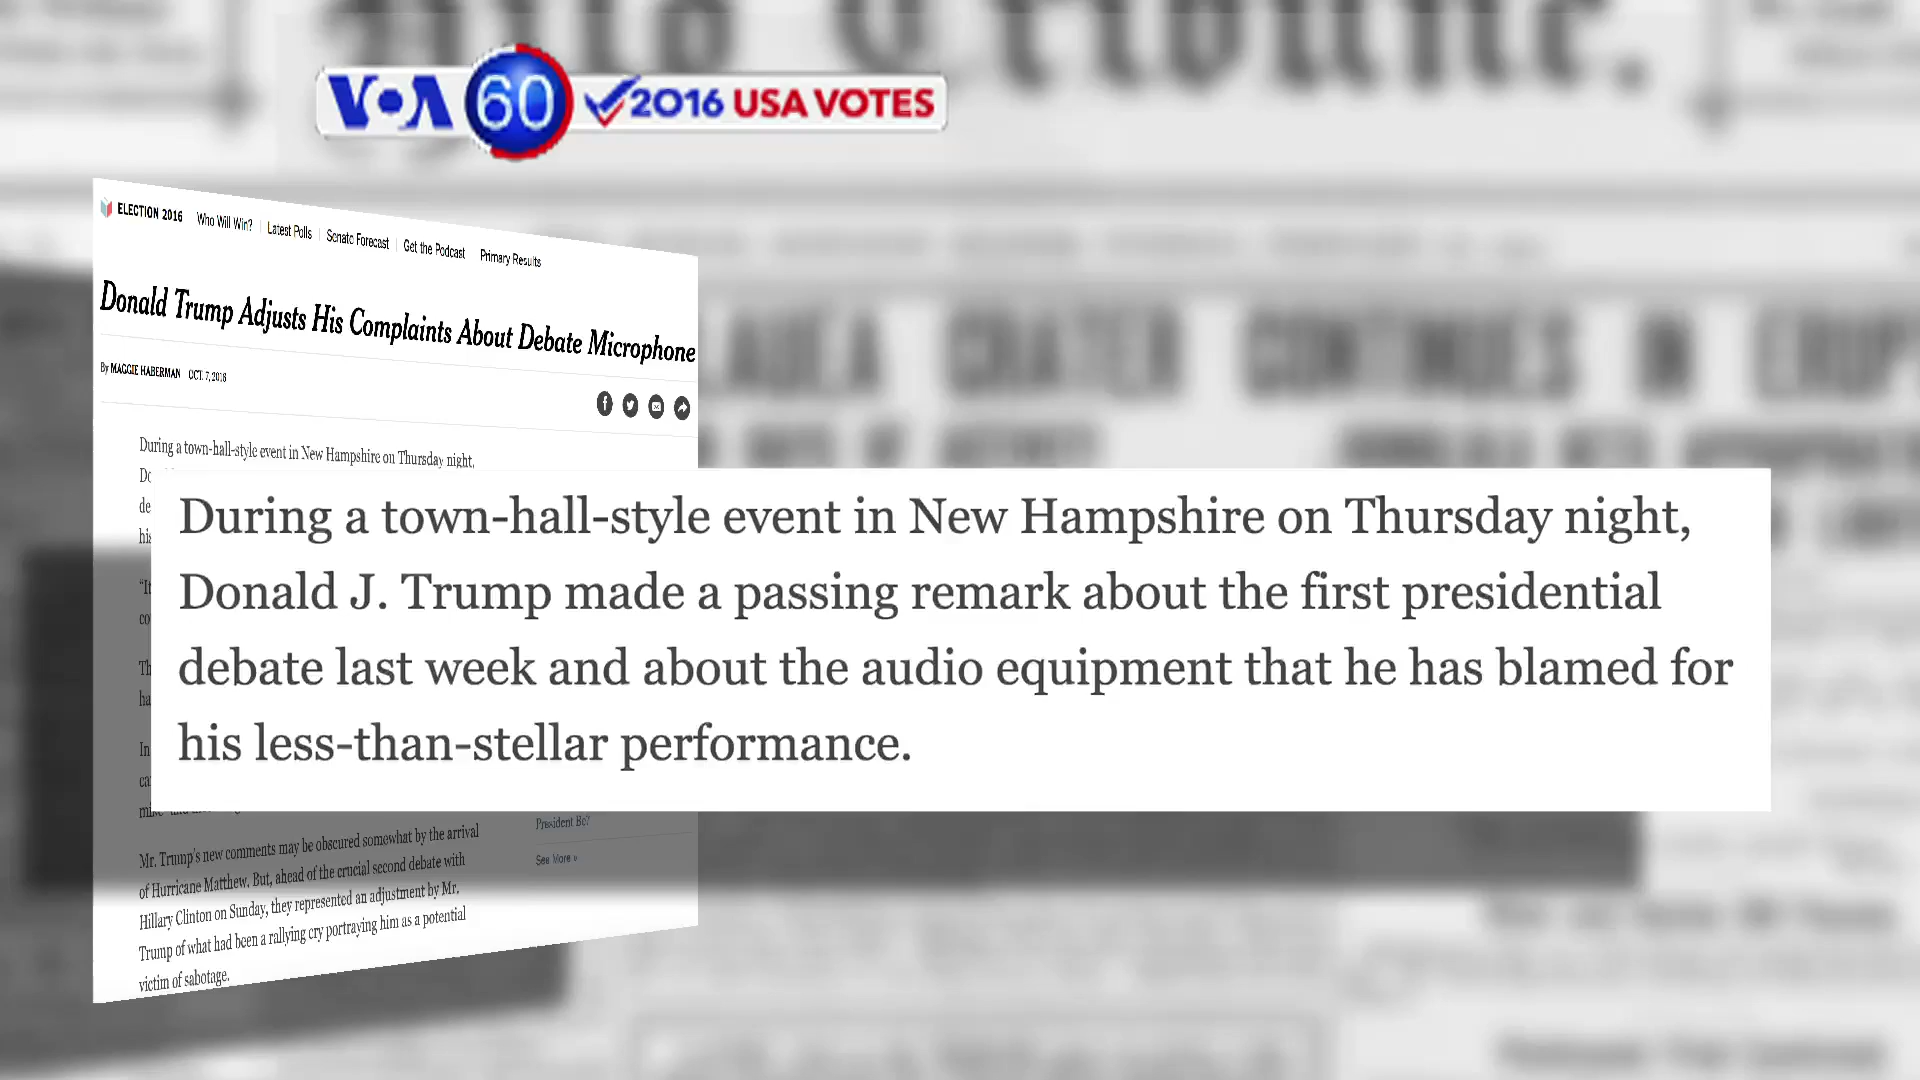 Tribune.
VOA 60 2016 USA VOTES
ELECTION 2016 Who Will Win? Latest Polls Senate Forecast Get the Podcast Primary Results
Donald Trump Adjusts His Complaints About Debate Microphone
By MAGGIE HABERMAN OCT. 7, 2016
CRATER CONTINUES IN
During a town-hall-style event in New Hampshire on Thursday night,
During a town-hall-style event in New Hampshire on Thursday night,
Donald J. Trump made a passing remark about the first presidential
debate last week and about the audio equipment that he has blamed for
his less-than-stellar performance.
President Be?
See More »
Mr. Trump's new comments may be obscured somewhat by the arrival
of Hurricane Matthew. But, ahead of the crucial second debate with
Hillary Clinton on Sunday, they represented an adjustment by Mr.
Trump of what had been a rallying cry portraying him as a potential
victim of sabotage.